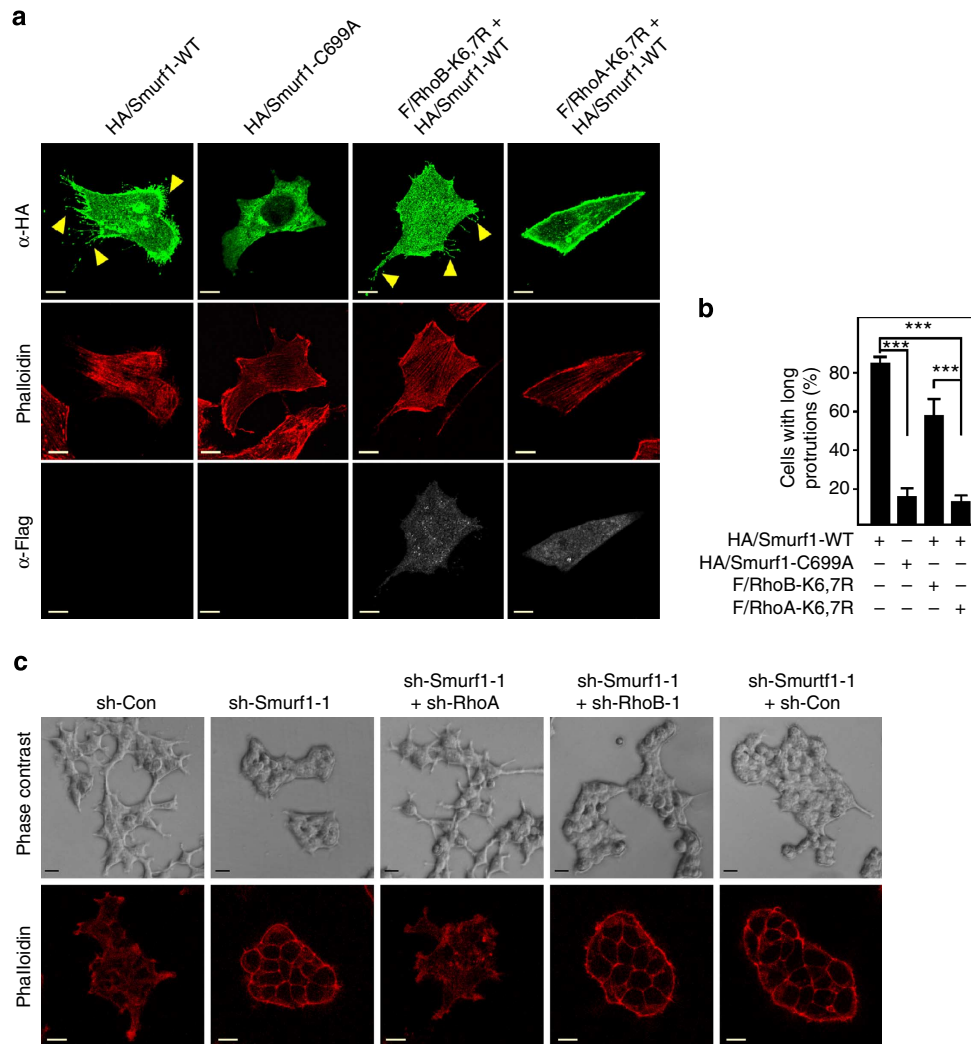 a
HA/Smurf1-WT
HA/Smurf1-C699A
F/RhoB-K6,7R +
HA/Smurf1-WT
F/RhoA-K6,7R +
HA/Smurf1-WT
α-HA
Phalloidin
α-Flag
b
Cells with long
protrutions (%)
***
***
***
80
60
40
20
HA/Smurf1-WT + – + +
HA/Smurf1-C699A – + – –
F/RhoB-K6,7R – – + –
F/RhoA-K6,7R – – – +
c
sh-Con
sh-Smurf1-1
sh-Smurf1-1
+ sh-RhoA
sh-Smurf1-1
+ sh-RhoB-1
sh-Smurtf1-1
+ sh-Con
Phase contrast
Phalloidin